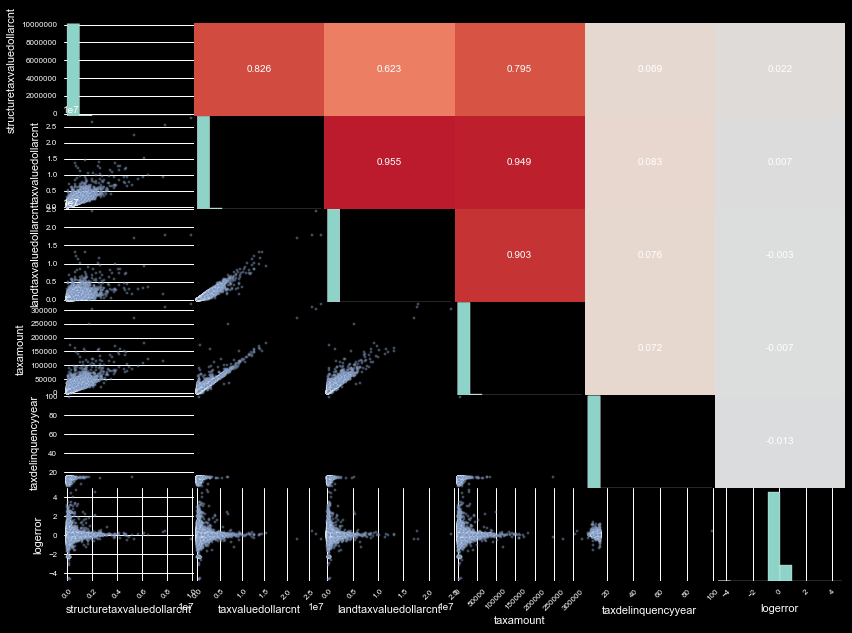 structuretaxvaluedollarcnt
10000000
8000000
6000000
4000000
2000000
0
0.826
0.623
0.795
0.069
0.022
taxvaluedollarcnt
1e7
2.5
2.0
1.5
1.0
0.5
0.0
0.955
0.949
0.083
0.007
landtaxvaluedollarcnt
1e7
2.0
1.5
1.0
0.5
0.0
0.903
0.076
-0.003
taxamount
300000
250000
200000
150000
100000
50000
0
0.072
-0.007
taxdelinquencyyear
100
80
60
40
20
-0.013
logerror
4
2
0
−2
−4
0.0 0.2 0.4 0.6 0.8 1.0
structuretaxvaluedollarcnt
1e7
0.0 0.5 1.0 1.5 2.0 2.5
taxvaluedollarcnt
1e7
0.0 0.5 1.0 1.5 2.0 2.5
landtaxvaluedollarcnt
1e7
0 50000 100000 150000 200000 250000 300000
taxamount
20 40 60 80 100
taxdelinquencyyear
−4 −2 0 2 4
logerror